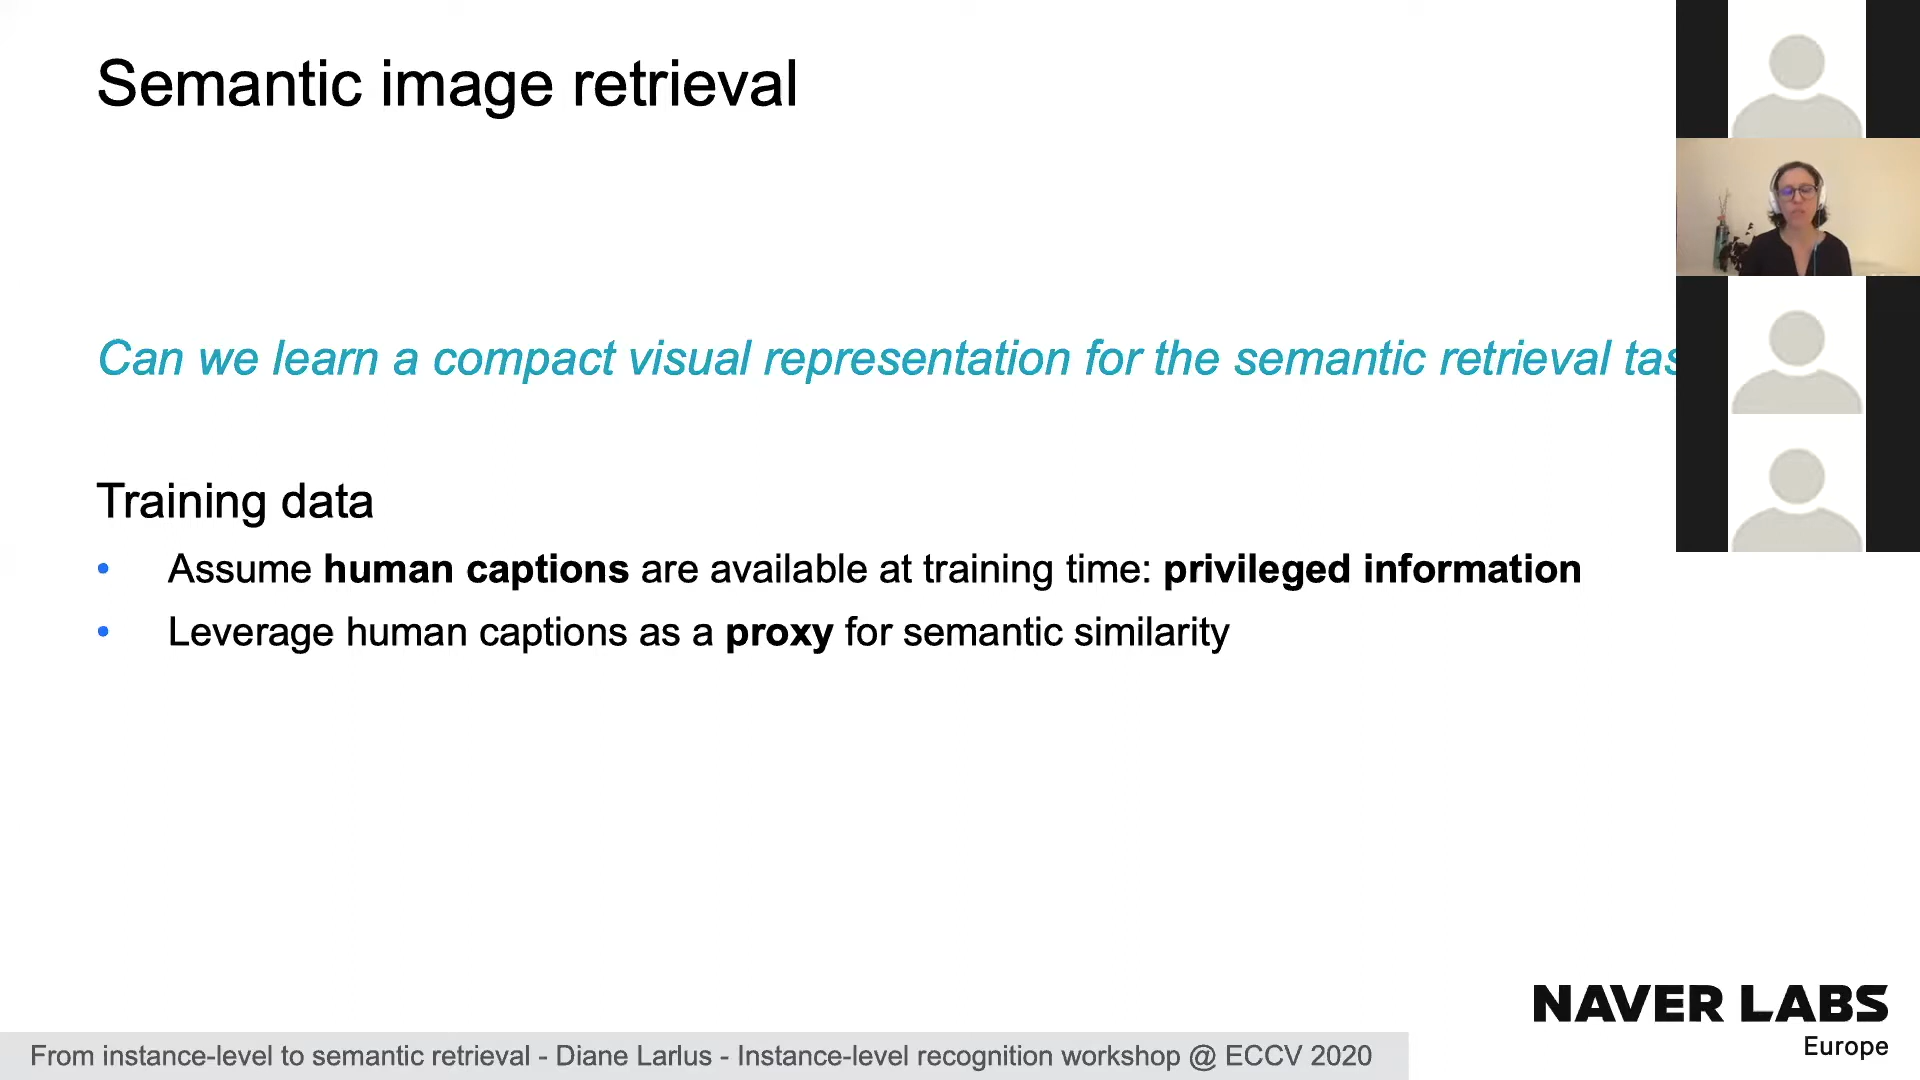 Semantic image retrieval
Can we learn a compact visual representation for the semantic retrieval
Training data
• Assume human captions are available at training time: privileged information
• Leverage human captions as a proxy for semantic similarity
NAVER LABS
Europe
From instance-level to semantic retrieval - Diane Larlus - Instance-level recognition workshop @ ECCV 2020